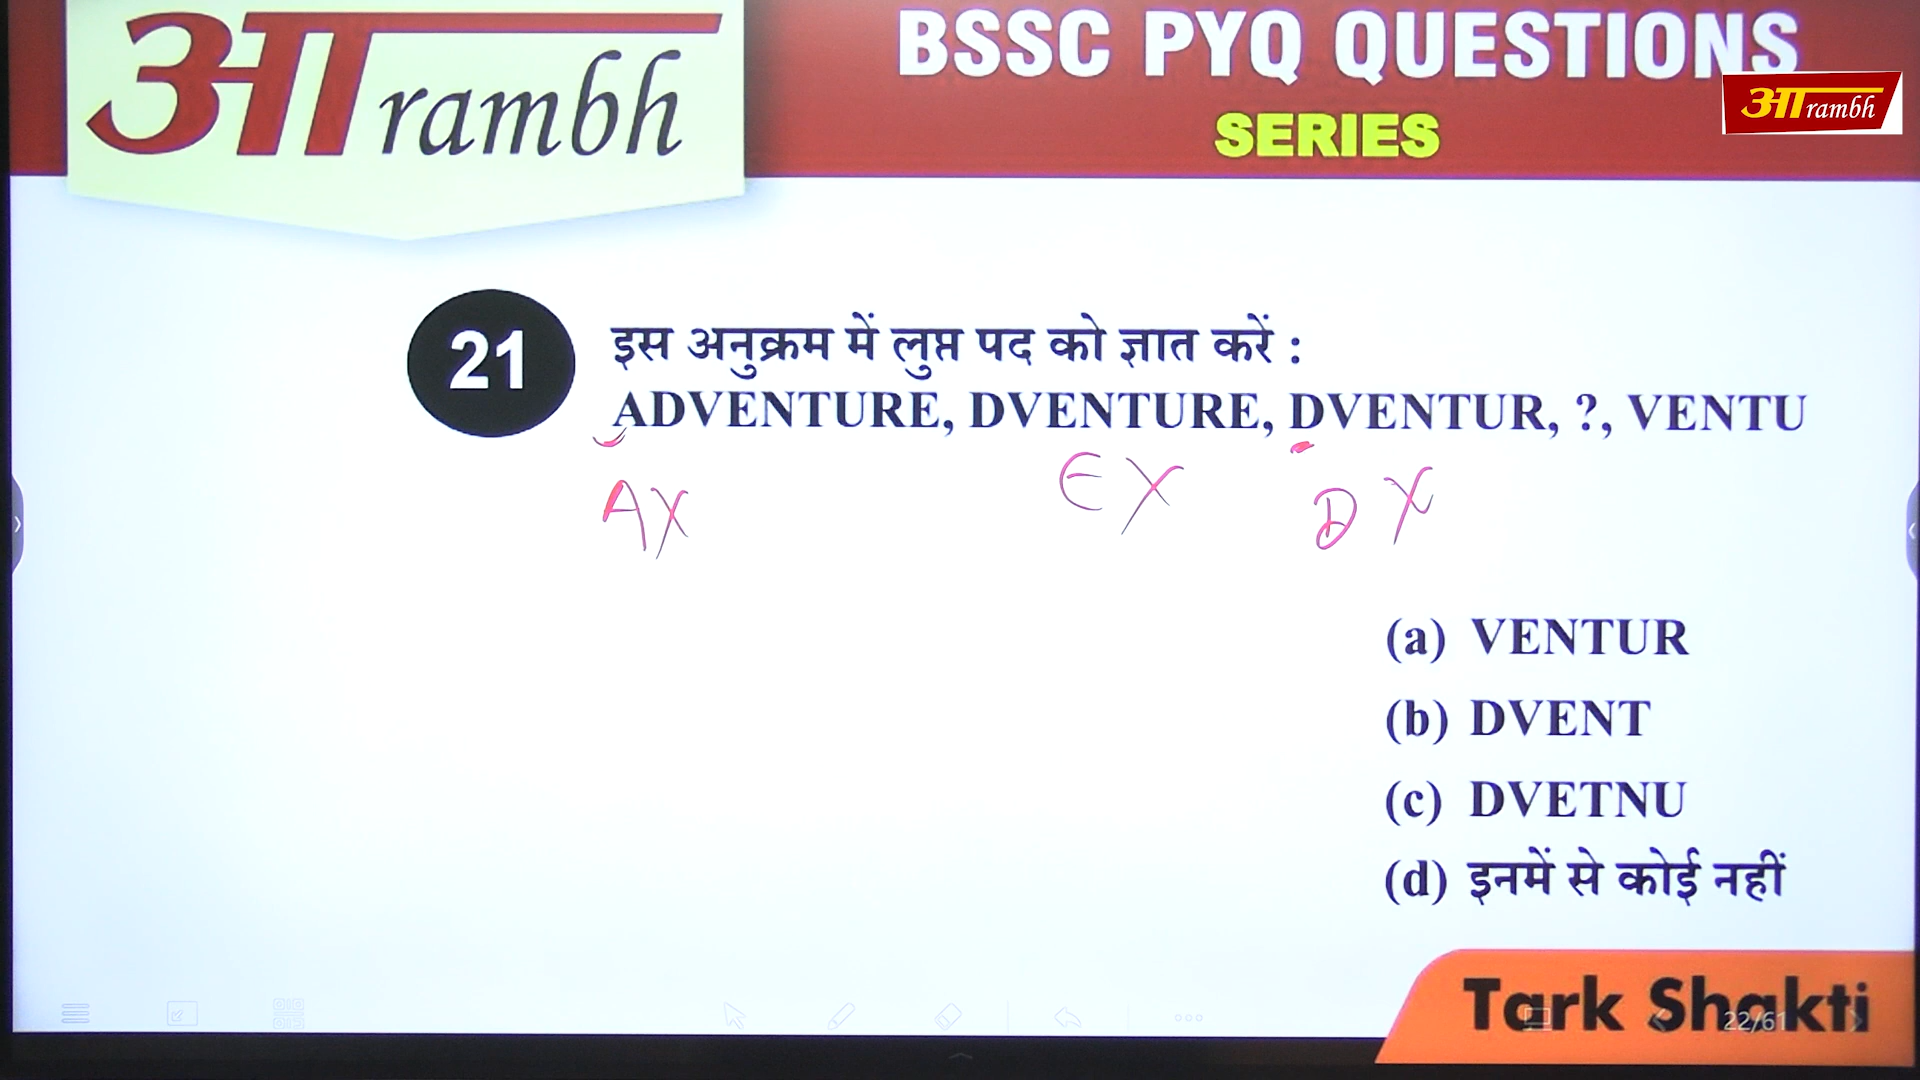 आrambh
BSSC PYQ QUESTIONS
SERIES
आrambh
21
इस अनुक्रम में लुप्त पद को ज्ञात करें :
ADVENTURE, DVENTURE, DVENTUR, ?, VENTU
AX
EX
DX
(a) VENTUR
(b) DVENT
(c) DVETNU
(d) इनमें से कोई नहीं
Tark Shakti
22/61